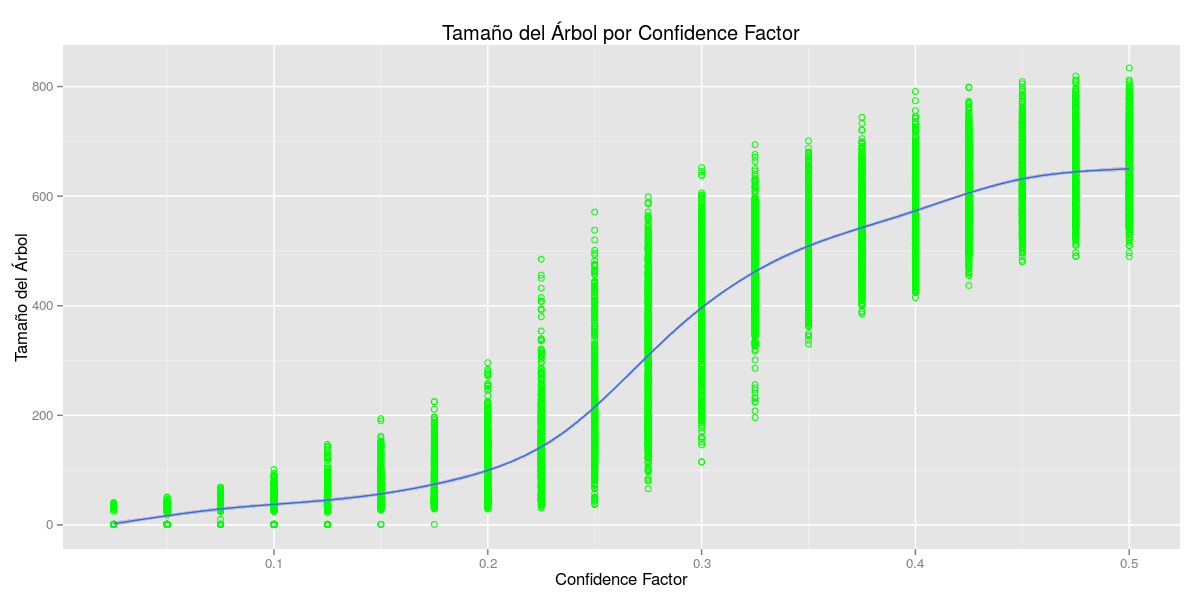 Tamaño del Árbol por Confidence Factor
Tamaño del Árbol
800
600
400
200
0
0.1 0.2 0.3 0.4 0.5
Confidence Factor